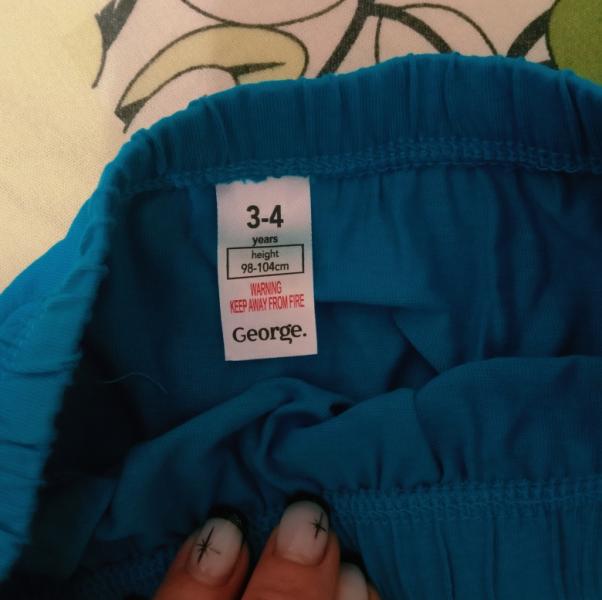 3-4
years
height
98-104cm
WARNING
KEEP AWAY FROM FIRE
George.